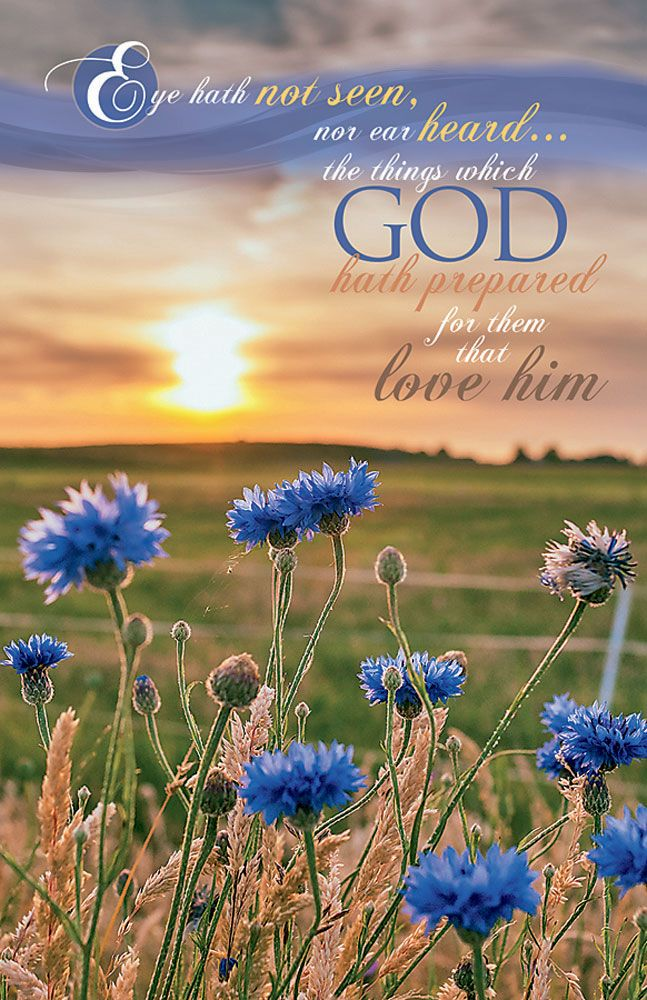 Eye hath not seen,
nor ear heard...
the things which
GOD
hath prepared
for them
that
love him